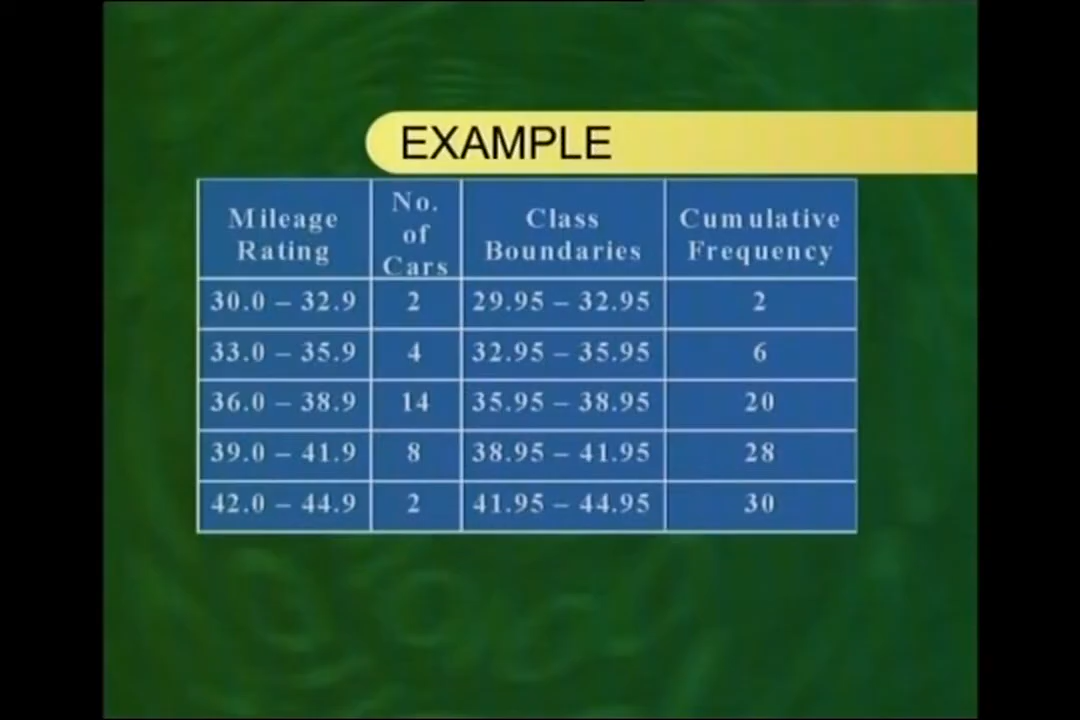 EXAMPLE
Mileage Rating | No. of Cars | Class Boundaries | Cumulative Frequency
30.0 – 32.9 | 2 | 29.95 – 32.95 | 2
33.0 – 35.9 | 4 | 32.95 – 35.95 | 6
36.0 – 38.9 | 14 | 35.95 – 38.95 | 20
39.0 – 41.9 | 8 | 38.95 – 41.95 | 28
42.0 – 44.9 | 2 | 41.95 – 44.95 | 30